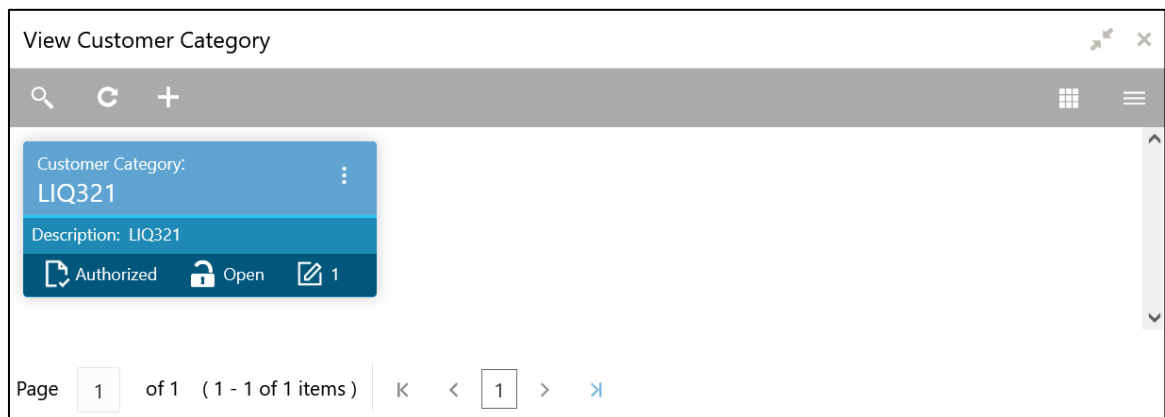 View Customer Category
Customer Category:
LIQ321
Description: LIQ321
Authorized Open 1
Page 1 of 1 ( 1 - 1 of 1 items ) 1